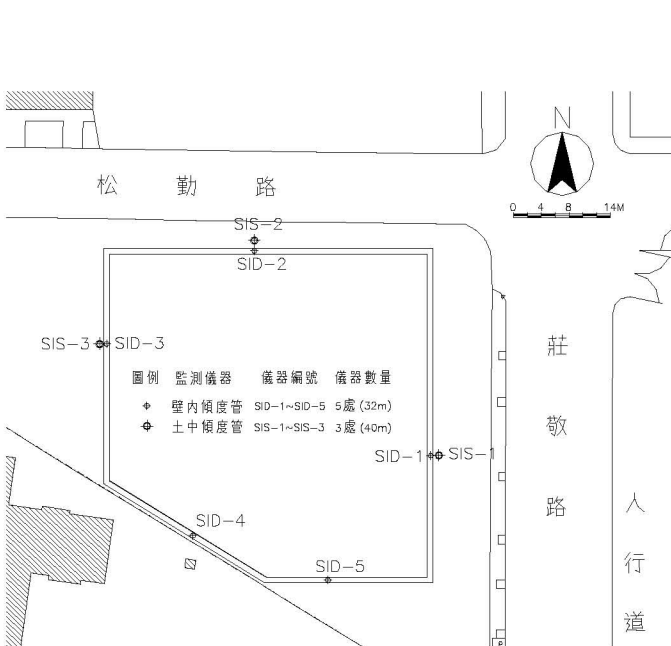 N
0 4 8 14M
松勤路
SIS-2
SID-2
SIS-3 SID-3
莊敬路
圖例 監測儀器 儀器編號 儀器數量
壁內傾度管 SID-1~SID-5 5處(32m)
土中傾度管 SIS-1~SIS-3 3處(40m)
SID-1 SIS-1
人行道
SID-4
SID-5